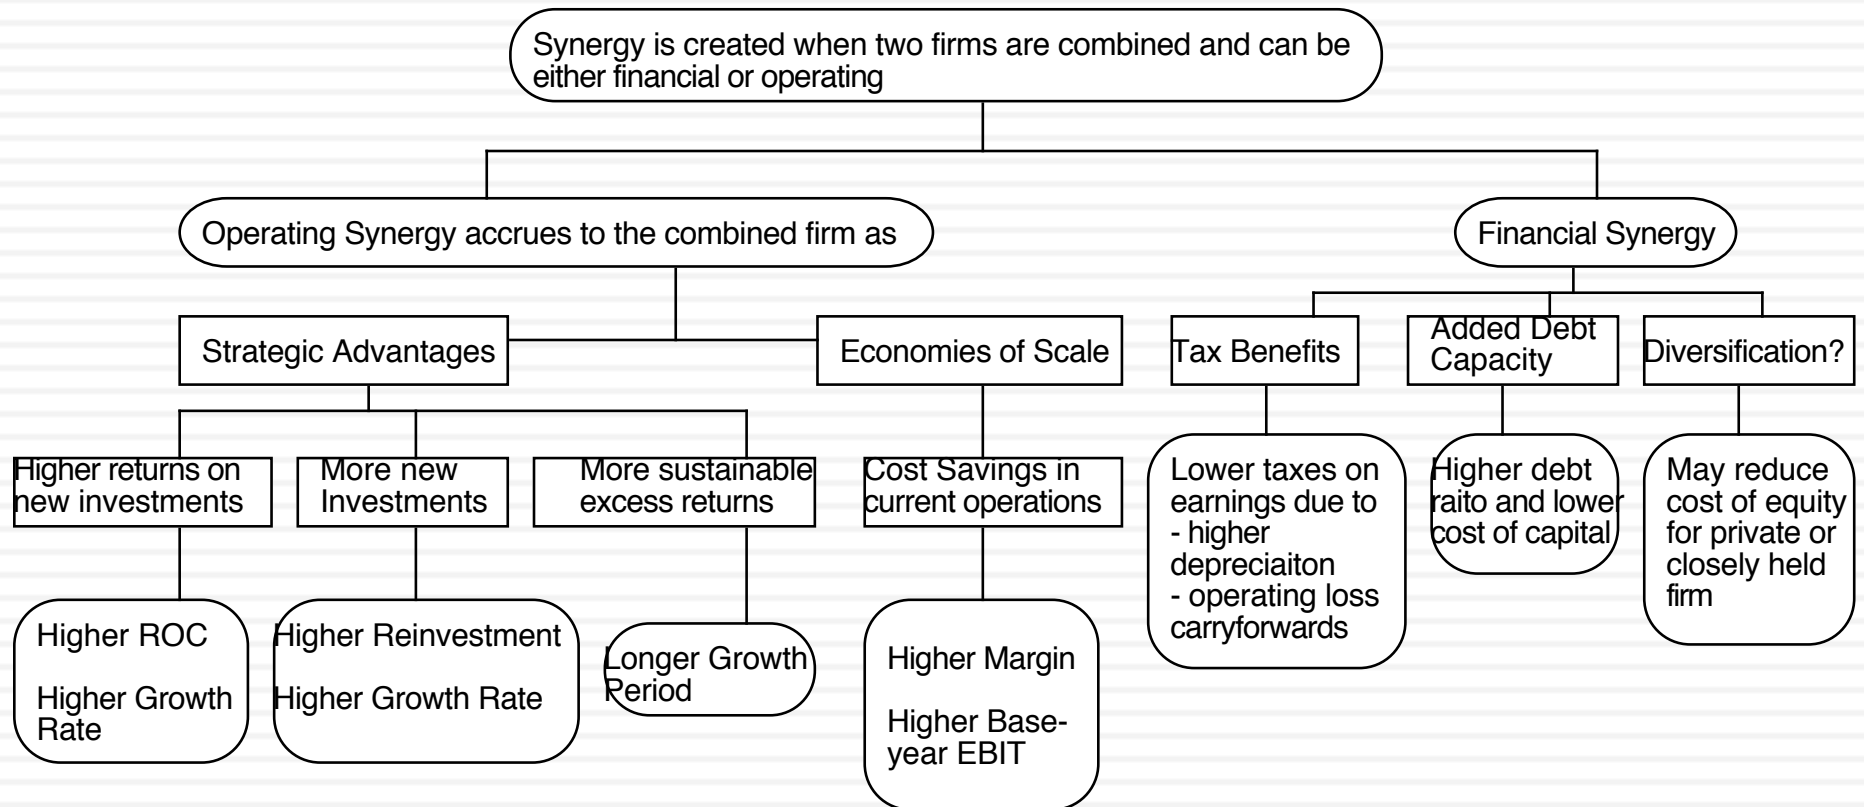 Synergy is created when two firms are combined and can be
either financial or operating
Operating Synergy accrues to the combined firm as
Financial Synergy
Strategic Advantages
Economies of Scale
Tax Benefits
Added Debt
Capacity
Diversification?
Higher returns on
new investments
More new
Investments
More sustainable
excess returns
Cost Savings in
current operations
Lower taxes on
earnings due to
- higher
depreciaiton
- operating loss
carryforwards
Higher debt
raito and lower
cost of capital
May reduce
cost of equity
for private or
closely held
firm
Higher ROC
Higher Growth
Rate
Higher Reinvestment
Higher Growth Rate
Longer Growth
Period
Higher Margin
Higher Base-
year EBIT